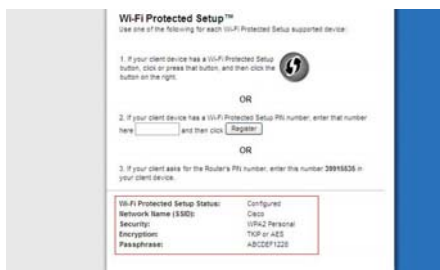 Wi-Fi Protected Setup™
Use one of the following for each Wi-Fi Protected Setup supported device:
1. If your client device has a Wi-Fi Protected Setup
button, click or press that button, and then click the
button on the right.
OR
2. If your client device has a Wi-Fi Protected Setup PIN number, enter that number
here and then click Register
OR
3. If your client asks for the Router's PIN number, enter this number 39915835 in
your client device.
Wi-Fi Protected Setup Status: Configured
Network Name (SSID): Cisco
Security: WPA2 Personal
Encryption: TKIP or AES
Passphrase: ABCDEF1228